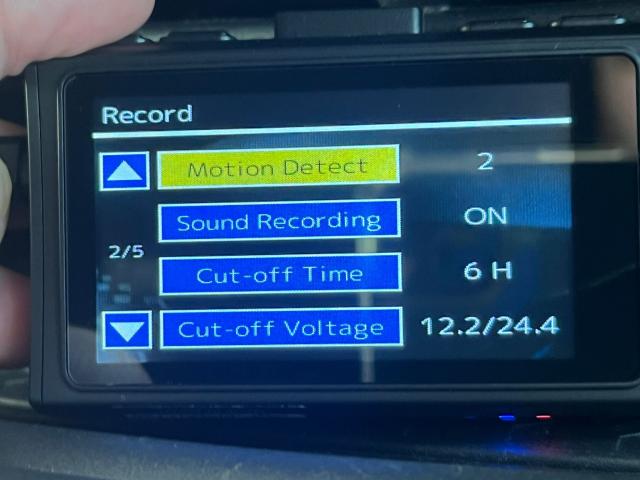 Record
Motion Detect 2
Sound Recording ON
2/5
Cut-off Time 6 H
Cut-off Voltage 12.2/24.4